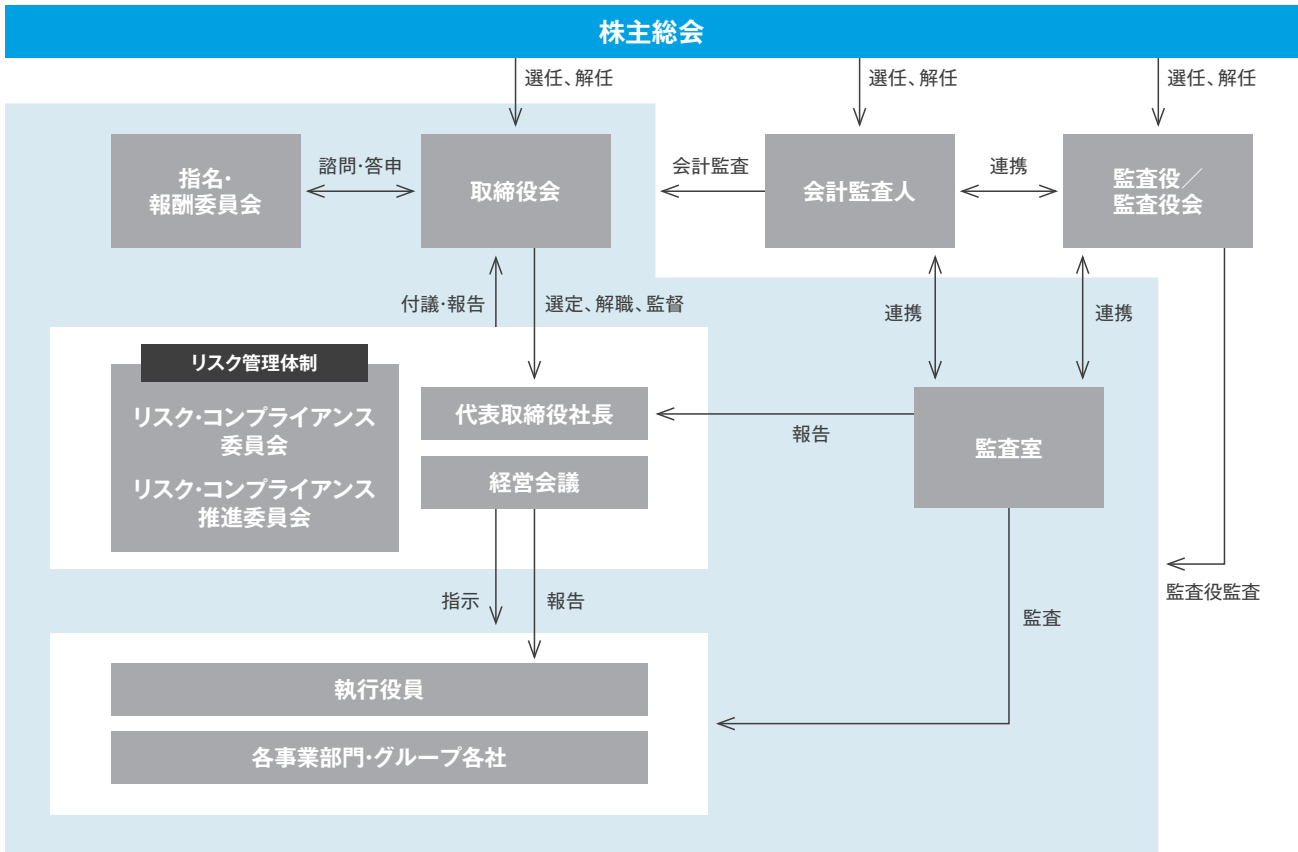 株主総会
選任、解任
選任、解任
選任、解任
指名・
報酬委員会
諮問・答申
取締役会
会計監査
会計監査人
連携
監査役／
監査役会
付議・報告
選定、解職、監督
連携
連携
リスク管理体制
リスク・コンプライアンス
委員会
リスク・コンプライアンス
推進委員会
代表取締役社長
経営会議
報告
監査室
指示
報告
監査役監査
監査
執行役員
各事業部門・グループ各社